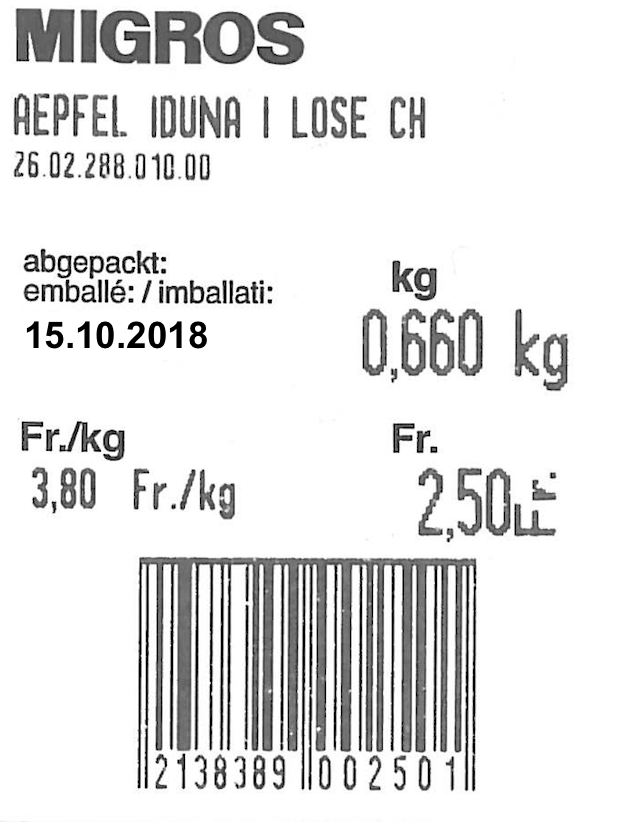 MIGROS
AEPFEL IDUNA I LOSE CH
26.02.288.010.00
abgepackt:
emballé: / imballati:
15.10.2018
kg
0,660 kg
Fr./kg
3,80 Fr./kg
Fr.
2,50Fr.
2138389 002501